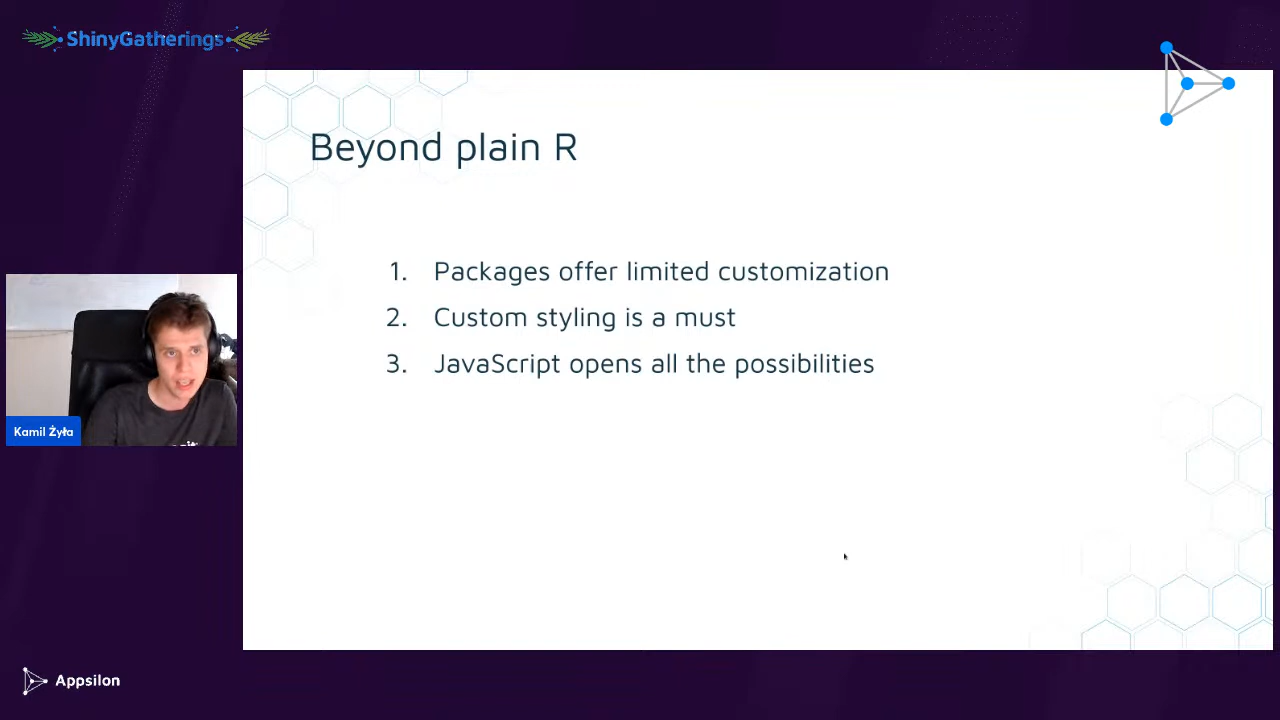 ShinyGatherings
Beyond plain R
1. Packages offer limited customization
2. Custom styling is a must
3. JavaScript opens all the possibilities
Kamil Żyła
Appsilon